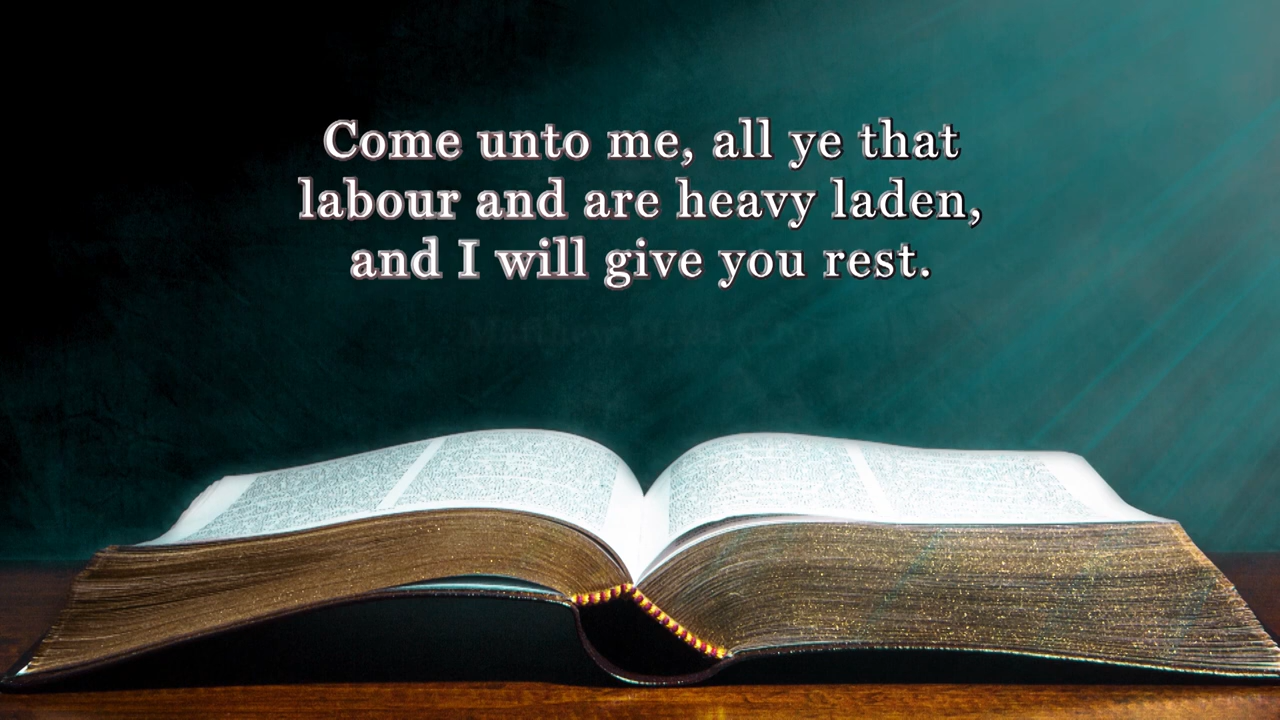 Come unto me, all ye that
labour and are heavy laden,
and I will give you rest.